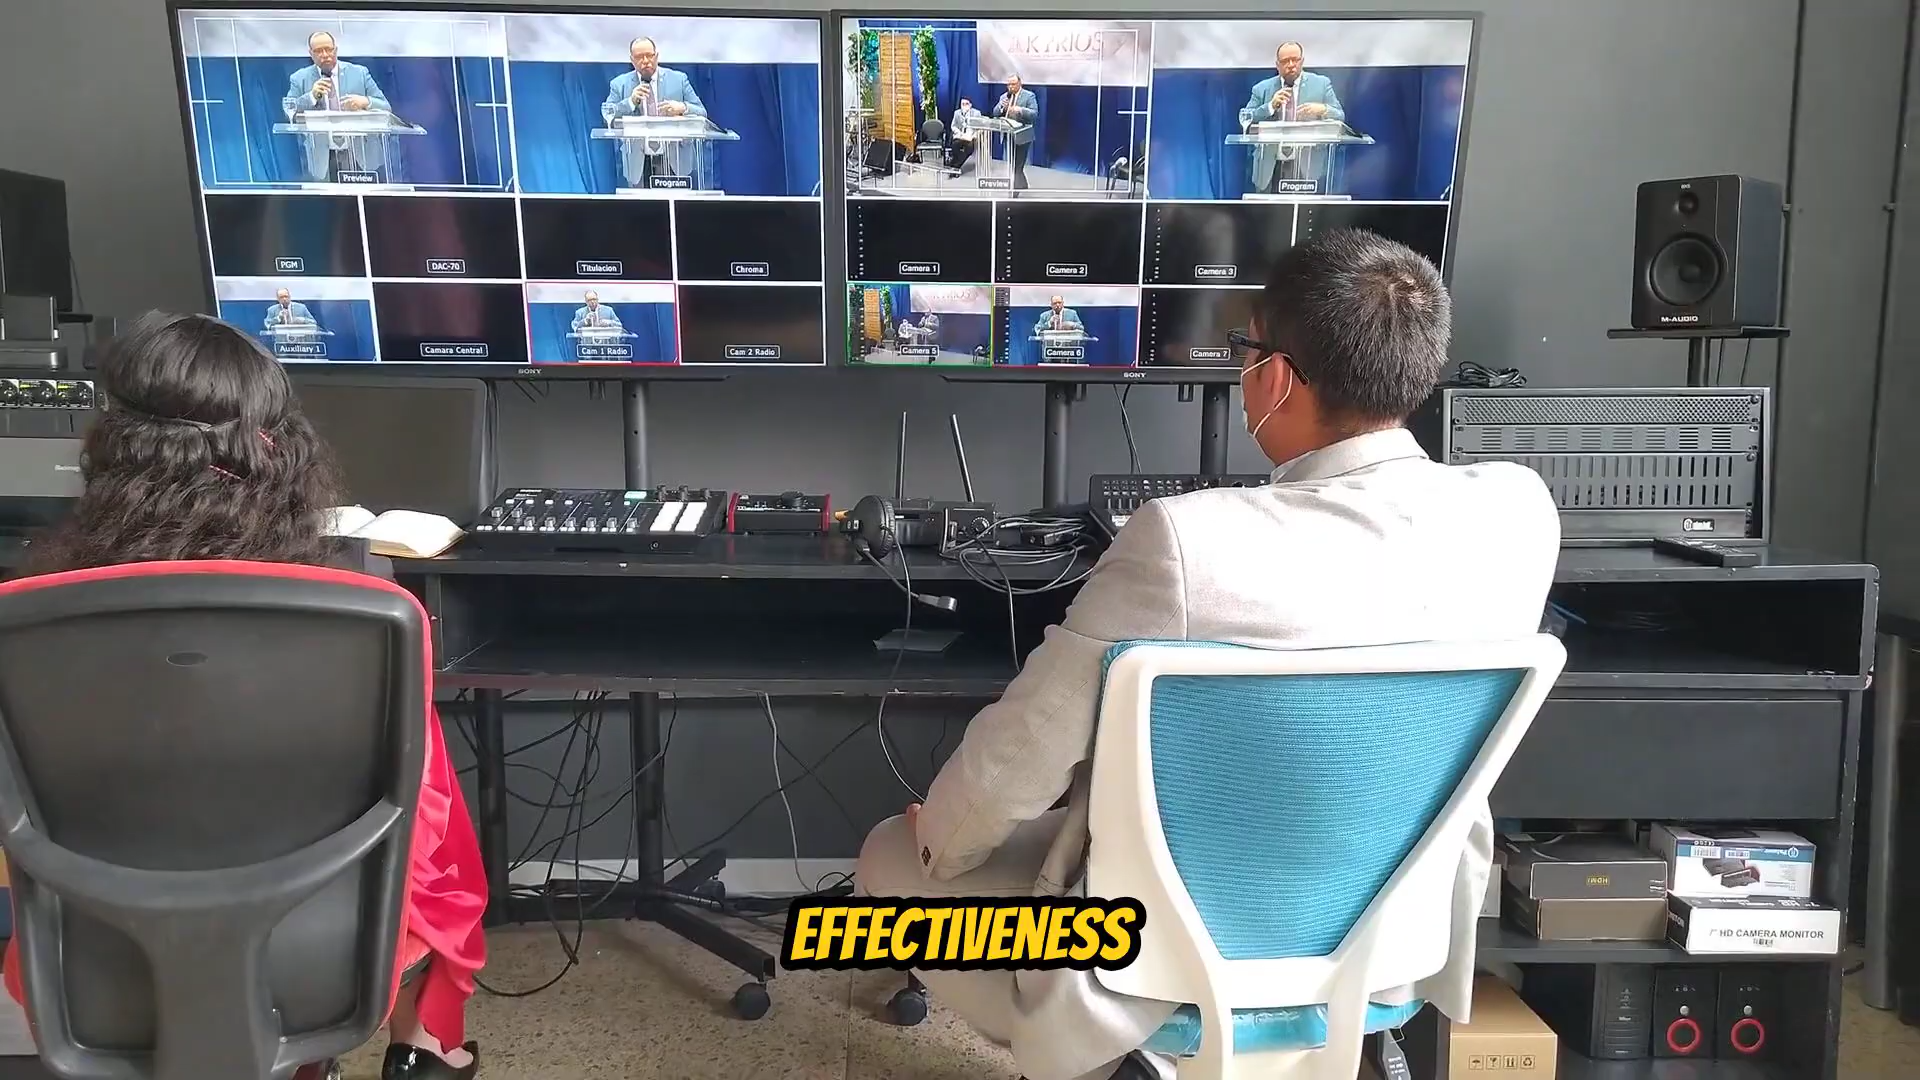 KYRIOS
Preview
Program
Preview
Program
PGM
DAC-70
Titulacion
Chroma
Camera 1
Camera 2
Camera 3
Auxiliary 1
Camara Central
Cam 1 Radio
Cam 2 Radio
Camera 5
Camera 6
Camera 7
SONY
SONY
M-AUDIO
HDMI
HD CAMERA MONITOR
EFFECTIVENESS